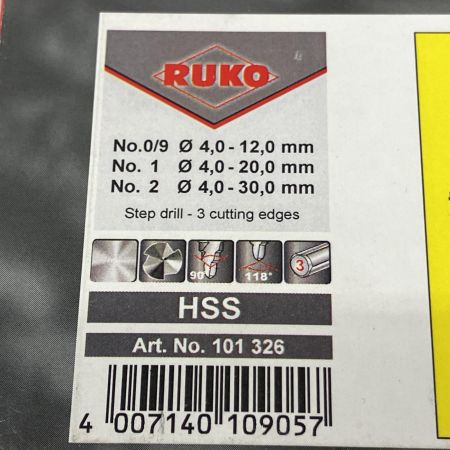 RUKO
No.0/9 Ø 4,0-12,0 mm
No. 1 Ø 4,0-20,0 mm
No. 2 Ø 4,0-30,0 mm
Step drill - 3 cutting edges
90° 118° 3
HSS
Art. No. 101 326
4 007140 109057